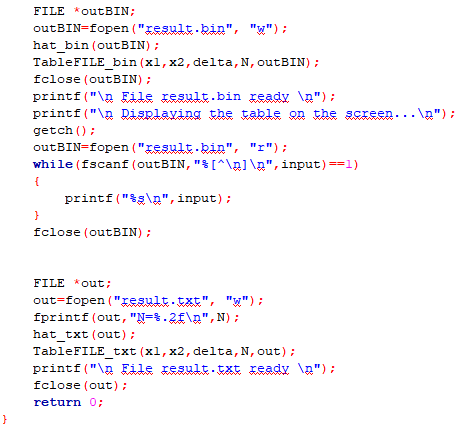 FILE *outBIN;
outBIN=fopen("result.bin", "w");
hat_bin(outBIN);
TableFILE_bin(x1,x2,delta,N,outBIN);
fclose(outBIN);
printf("\n File result.bin ready \n");
printf("\n Displaying the table on the screen...\n");
getch();
outBIN=fopen("result.bin", "r");
while(fscanf(outBIN,"%[^\n]\n",input)==1)
{
printf("%s\n",input);
}
fclose(outBIN);
FILE *out;
out=fopen("result.txt", "w");
fprintf(out,"N=%.2f\n",N);
hat_txt(out);
TableFILE_txt(x1,x2,delta,N,out);
printf("\n File result.txt ready \n");
fclose(out);
return 0;
}